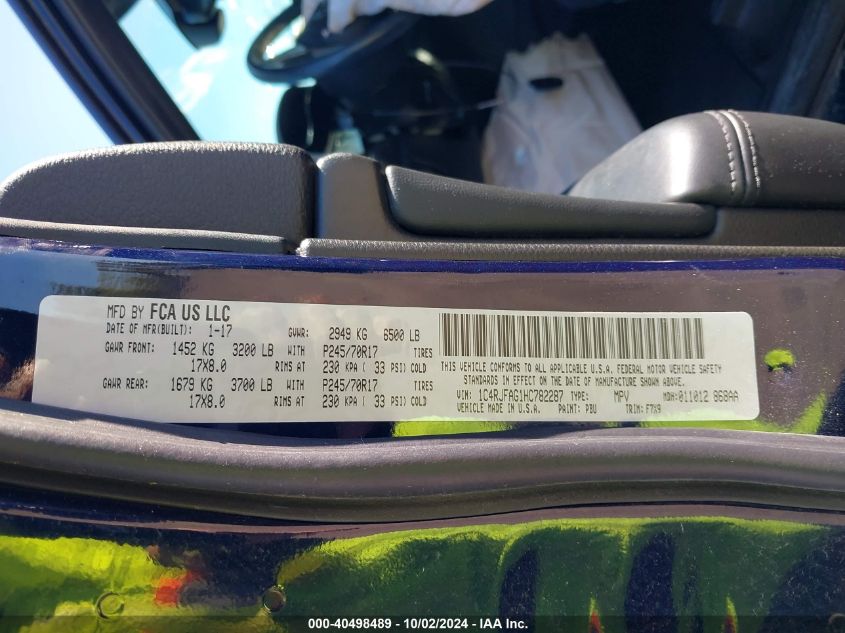 MFD BY FCA US LLC
DATE OF MFR(BUILT): 1-17 GVWR: 2949 KG 6500 LB
GAWR FRONT: 1452 KG 3200 LB WITH P245/70R17 TIRES
17X8.0 RIMS AT 230 KPA ( 33 PSI) COLD
GAWR REAR: 1679 KG 3700 LB WITH P245/70R17 TIRES
17X8.0 RIMS AT 230 KPA ( 33 PSI) COLD
THIS VEHICLE CONFORMS TO ALL APPLICABLE U.S.A. FEDERAL MOTOR VEHICLE SAFETY
STANDARDS IN EFFECT ON THE DATE OF MANUFACTURE SHOWN ABOVE.
VIN: 1C4RJFAG1HC782287 TYPE: MPV MDH: 011012 868AA
VEHICLE MADE IN U.S.A. PAINT: PBU TRIM: F7X9
000-40498489 - 10/02/2024 - IAA Inc.